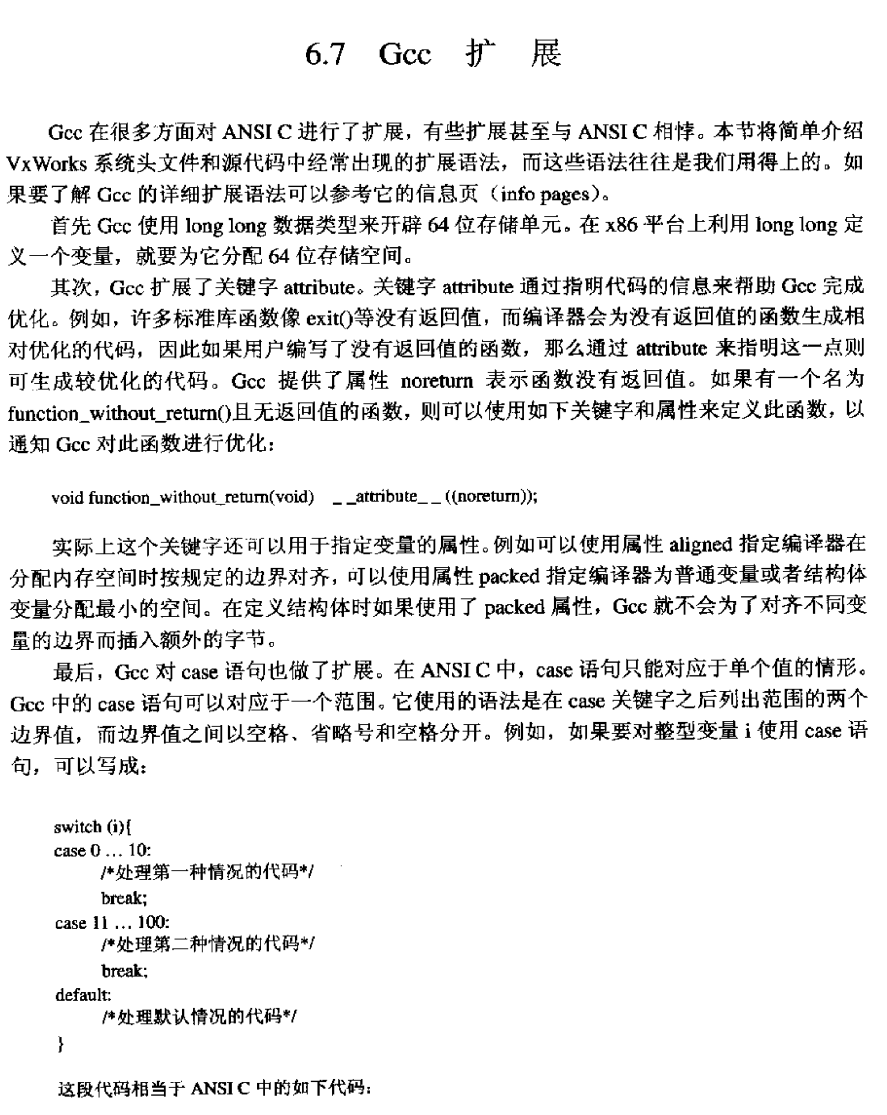 6.7 Gcc 扩 展
Gcc 在很多方面对 ANSI C 进行了扩展，有些扩展甚至与 ANSI C 相悖。本节将简单介绍
VxWorks 系统头文件和源代码中经常出现的扩展语法，而这些语法往往是我们用得上的。如
果要了解 Gcc 的详细扩展语法可以参考它的信息页（info pages）。
首先 Gcc 使用 long long 数据类型来开辟 64 位存储单元。在 x86 平台上利用 long long 定
义一个变量，就要为它分配 64 位存储空间。
其次，Gcc 扩展了关键字 attribute。关键字 attribute 通过指明代码的信息来帮助 Gcc 完成
优化。例如，许多标准库函数像 exit()等没有返回值，而编译器会为没有返回值的函数生成相
对优化的代码，因此如果用户编写了没有返回值的函数，那么通过 attribute 来指明这一点则
可生成较优化的代码。Gcc 提供了属性 noreturn 表示函数没有返回值。如果有一个名为
function_without_return()且无返回值的函数，则可以使用如下关键字和属性来定义此函数，以
通知 Gcc 对此函数进行优化：
void function_without_return(void) _ _attribute_ _ ((noreturn));
实际上这个关键字还可以用于指定变量的属性。例如可以使用属性 aligned 指定编译器在
分配内存空间时按规定的边界对齐，可以使用属性 packed 指定编译器为普通变量或者结构体
变量分配最小的空间。在定义结构体时如果使用了 packed 属性，Gcc 就不会为了对齐不同变
量的边界而插入额外的字节。
最后，Gcc 对 case 语句也做了扩展。在 ANSI C 中，case 语句只能对应于单个值的情形。
Gcc 中的 case 语句可以对应于一个范围。它使用的语法是在 case 关键字之后列出范围的两个
边界值，而边界值之间以空格、省略号和空格分开。例如，如果要对整型变量 i 使用 case 语
句，可以写成：
switch (i){
case 0 ... 10:
/*处理第一种情况的代码*/
break;
case 11 ... 100:
/*处理第二种情况的代码*/
break;
default:
/*处理默认情况的代码*/
}
这段代码相当于 ANSI C 中的如下代码：